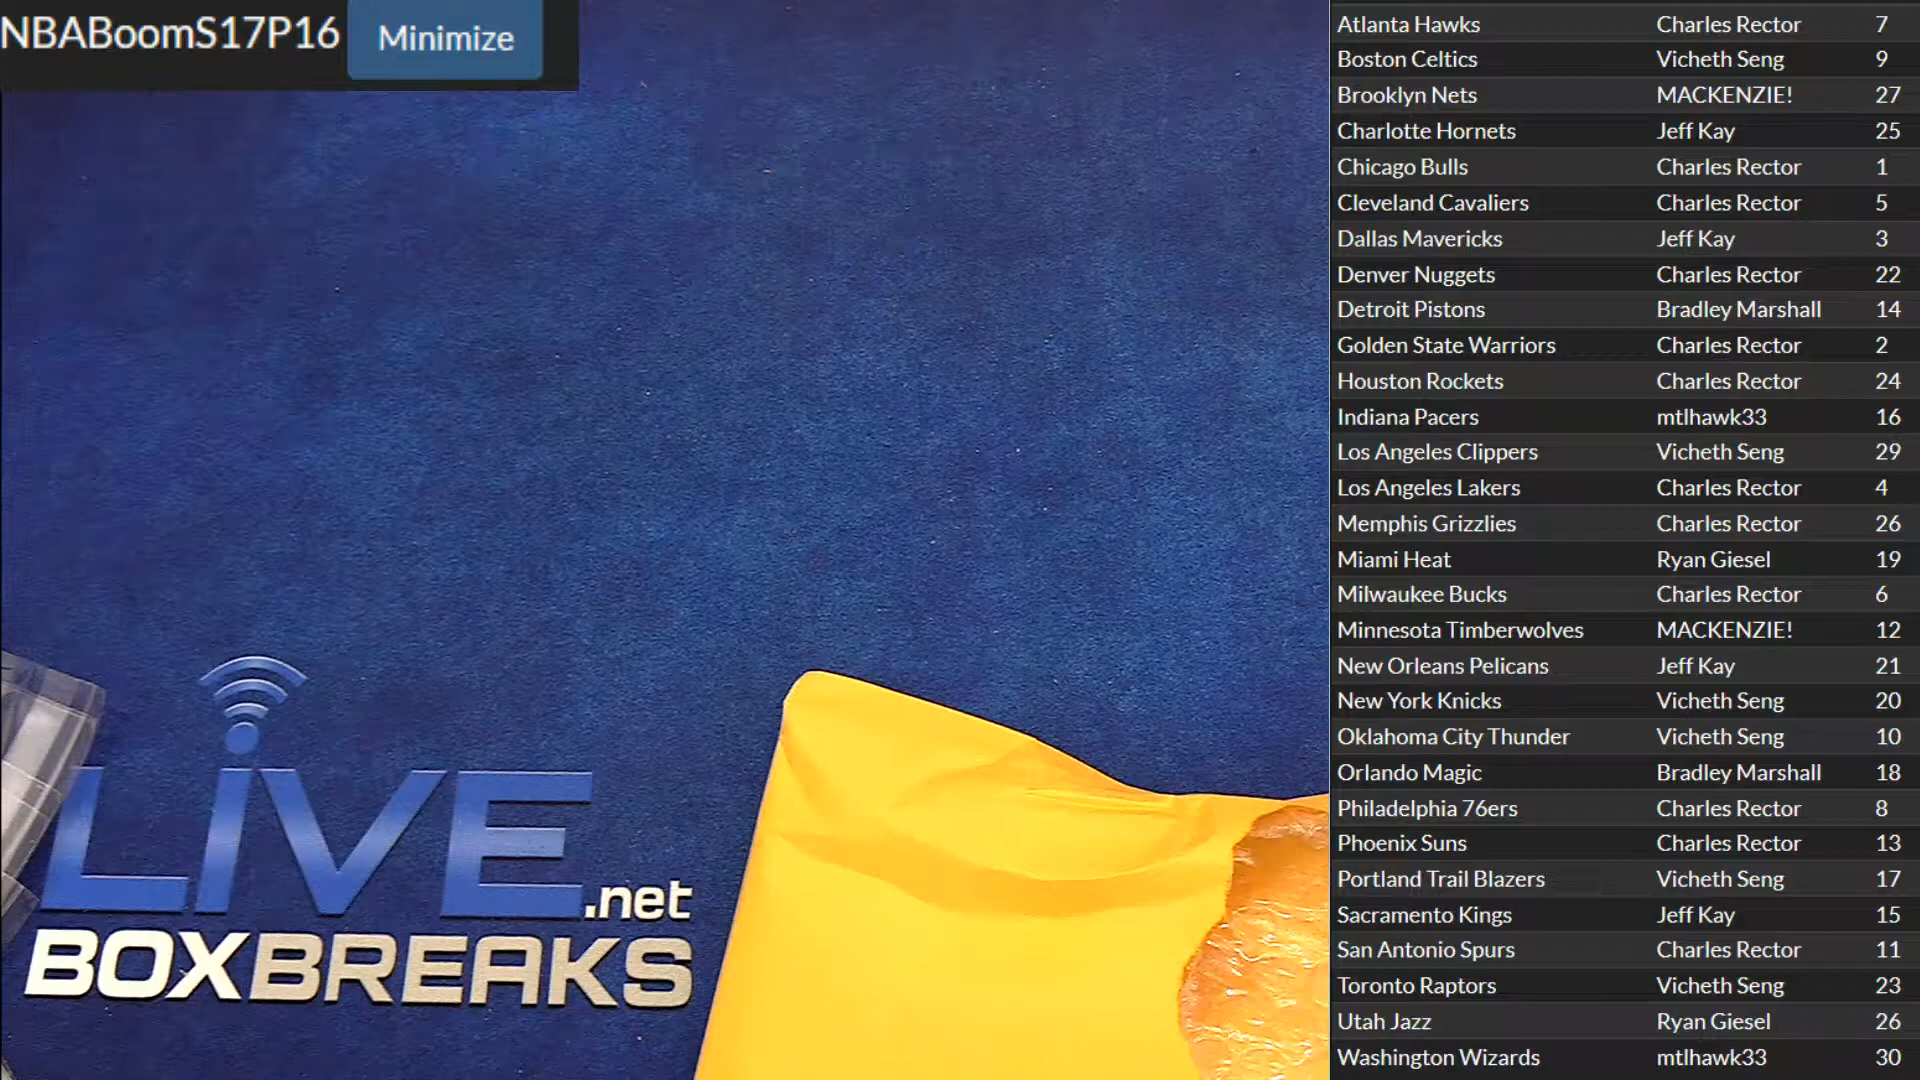 NBABoomS17P16 Minimize
LIVE.net
BOXBREAKS
Atlanta Hawks Charles Rector 7
Boston Celtics Vicheth Seng 9
Brooklyn Nets MACKENZIE! 27
Charlotte Hornets Jeff Kay 25
Chicago Bulls Charles Rector 1
Cleveland Cavaliers Charles Rector 5
Dallas Mavericks Jeff Kay 3
Denver Nuggets Charles Rector 22
Detroit Pistons Bradley Marshall 14
Golden State Warriors Charles Rector 2
Houston Rockets Charles Rector 24
Indiana Pacers mtlhawk33 16
Los Angeles Clippers Vicheth Seng 29
Los Angeles Lakers Charles Rector 4
Memphis Grizzlies Charles Rector 26
Miami Heat Ryan Giesel 19
Milwaukee Bucks Charles Rector 6
Minnesota Timberwolves MACKENZIE! 12
New Orleans Pelicans Jeff Kay 21
New York Knicks Vicheth Seng 20
Oklahoma City Thunder Vicheth Seng 10
Orlando Magic Bradley Marshall 18
Philadelphia 76ers Charles Rector 8
Phoenix Suns Charles Rector 13
Portland Trail Blazers Vicheth Seng 17
Sacramento Kings Jeff Kay 15
San Antonio Spurs Charles Rector 11
Toronto Raptors Vicheth Seng 23
Utah Jazz Ryan Giesel 26
Washington Wizards mtlhawk33 30